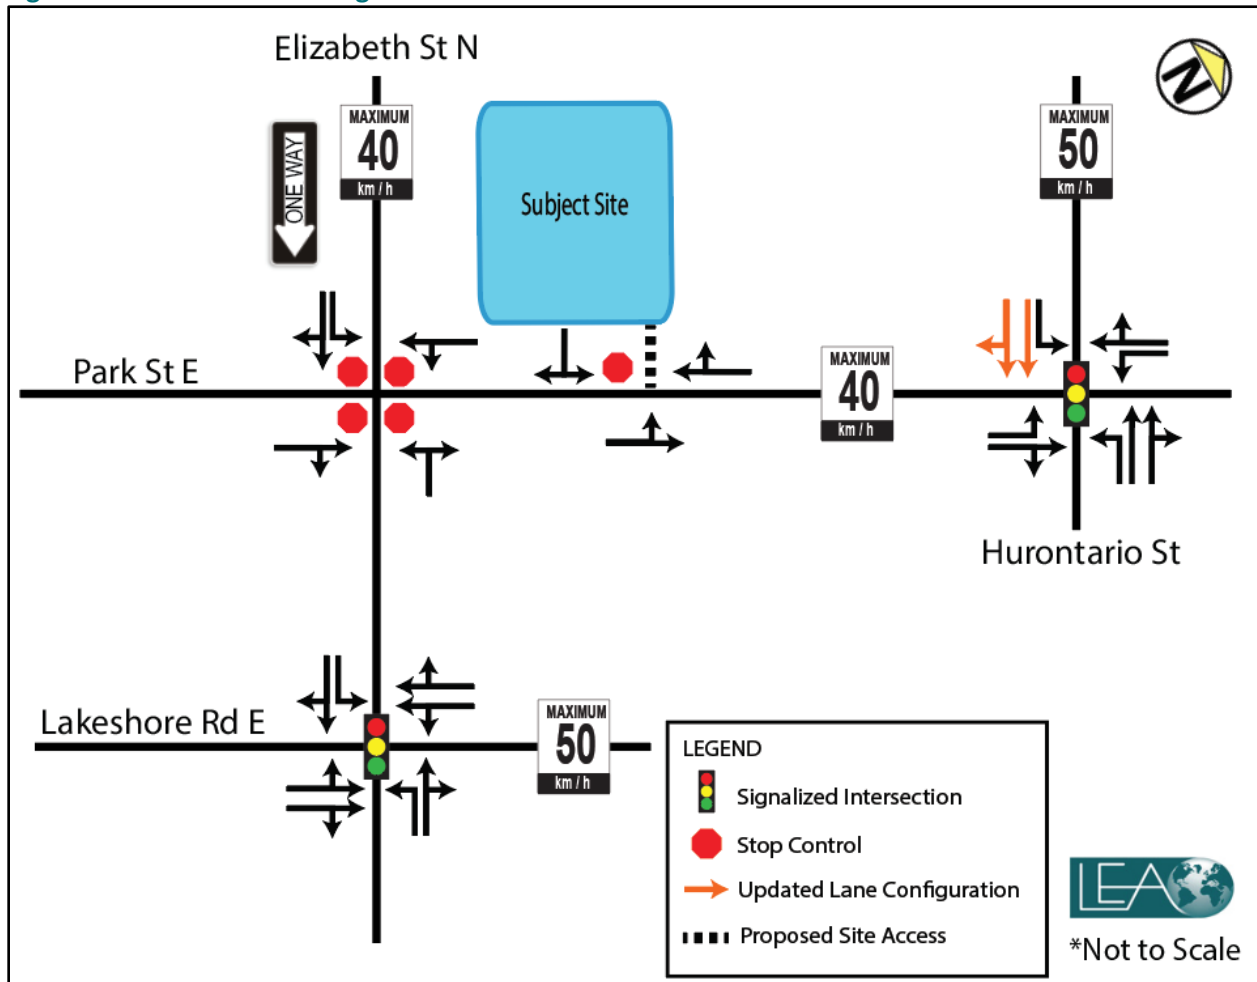 Elizabeth St N
N
MAXIMUM
40
km / h
ONE WAY
Subject Site
MAXIMUM
50
km / h
Park St E
MAXIMUM
40
km / h
Hurontario St
Lakeshore Rd E
MAXIMUM
50
km / h
LEGEND
Signalized Intersection
Stop Control
Updated Lane Configuration
Proposed Site Access
LEA
*Not to Scale